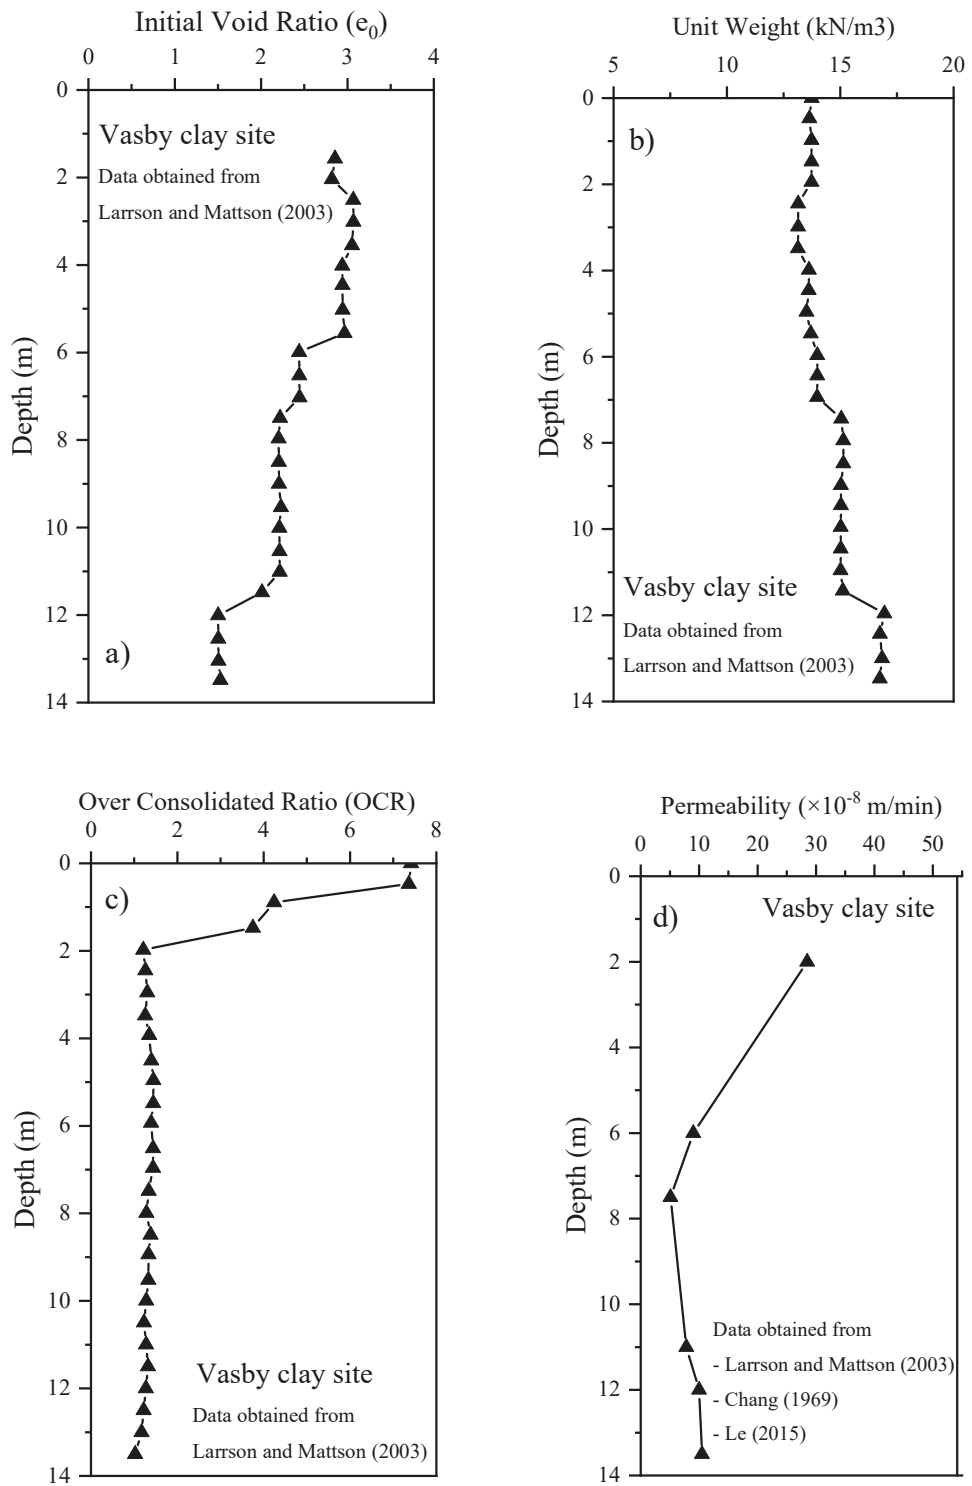 Initial Void Ratio (e0)
0 1 2 3 4
0
2
4
6
8
10
12
14
Depth (m)
Vasby clay site
Data obtained from
Larrson and Mattson (2003)
a)
Unit Weight (kN/m3)
5 10 15 20
0
2
4
6
8
10
12
14
Depth (m)
b)
Vasby clay site
Data obtained from
Larrson and Mattson (2003)
Over Consolidated Ratio (OCR)
0 2 4 6 8
0
2
4
6
8
10
12
14
Depth (m)
c)
Vasby clay site
Data obtained from
Larrson and Mattson (2003)
Permeability (×10-8 m/min)
0 10 20 30 40 50
0
2
4
6
8
10
12
14
Depth (m)
d)
Vasby clay site
Data obtained from
- Larrson and Mattson (2003)
- Chang (1969)
- Le (2015)